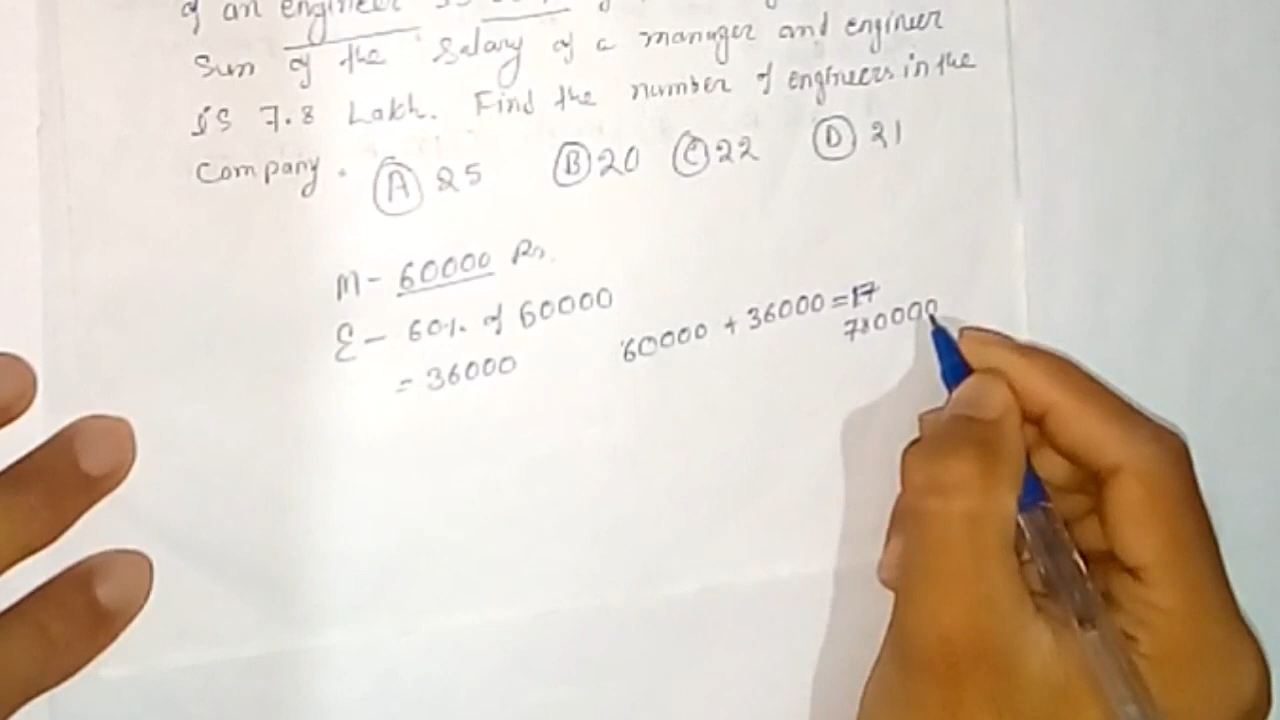 of an engineer
Sum of the salary of a manager and engineer
is 7.8 Lakh. Find the number of engineers in the
Company. (A) 25 (B) 20 (C) 22 (D) 21
M- 60000 Rs.
E- 60% of 60000
= 36000
60000 + 36000 = 17
780000